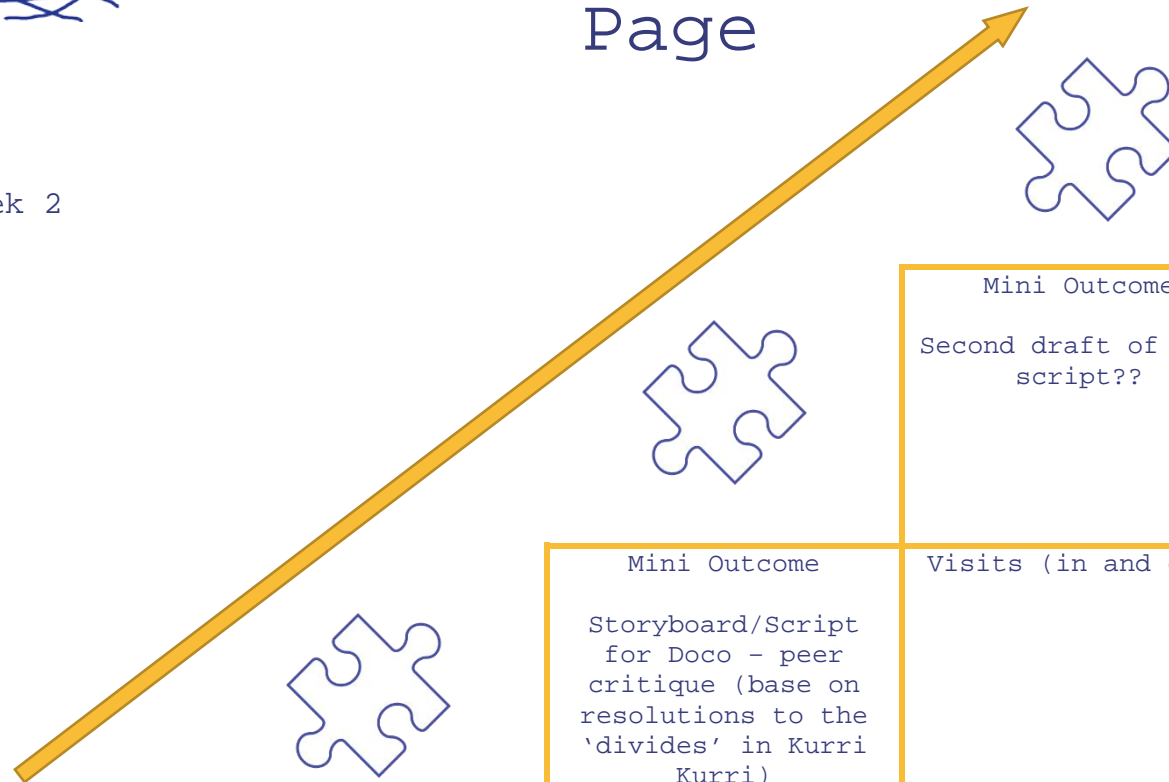 Page
2
Mini Outcome
Second draft of
script??
Mini Outcome
Storyboard/Script
for Doco – peer
critique (base on
resolutions to the
‘divides’ in Kurri
Kurri)
Visits (in and